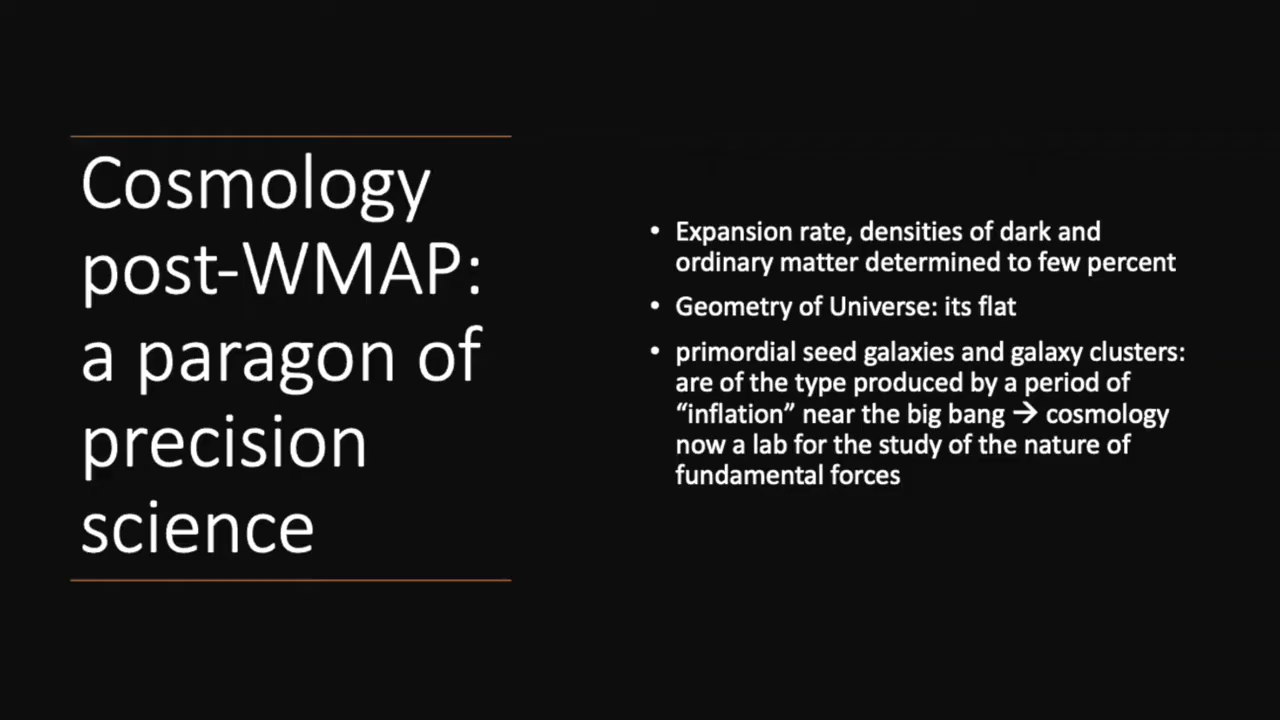 Cosmology
post-WMAP:
a paragon of
precision
science
• Expansion rate, densities of dark and
ordinary matter determined to few percent
• Geometry of Universe: its flat
• primordial seed galaxies and galaxy clusters:
are of the type produced by a period of
“inflation” near the big bang → cosmology
now a lab for the study of the nature of
fundamental forces